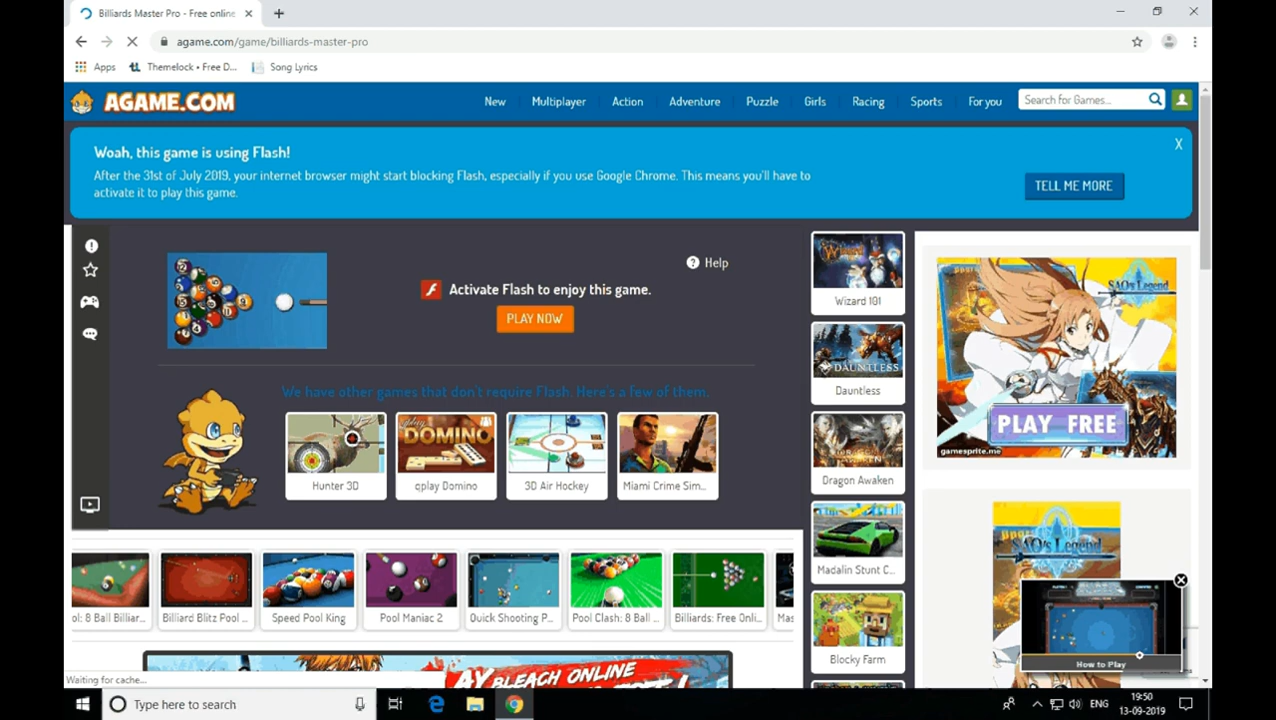 Billiards Master Pro - Free online
agame.com/game/billiards-master-pro
Apps
Themelock • Free D...
Song Lyrics
AGAME.COM
New
Multiplayer
Action
Adventure
Puzzle
Girls
Racing
Sports
For you
Search for Games...
Woah, this game is using Flash!
X
After the 31st of July 2019, your internet browser might start blocking Flash, especially if you use Google Chrome. This means you'll have to
activate it to play this game.
TELL ME MORE
Help
Activate Flash to enjoy this game.
PLAY NOW
We have other games that don't require Flash. Here's a few of them.
DOMINO
Hunter 3D
qplay Domino
3D Air Hockey
Miami Crime Sim...
Wizard 101
DAUNTLESS
Dauntless
Dragon Awaken
Madalin Stunt C...
Blocky Farm
SAO's Legend
PLAY FREE
gamesprite.me
SAO's Legend
How to Play
ol: 8 Ball Billiar...
Billiard Blitz Pool ...
Speed Pool King
Pool Maniac 2
Quick Shooting P...
Pool Clash: 8 Ball ...
Billiards: Free Onli...
Mas
AY BLEACH ONLINE
Waiting for cache...
Type here to search
ENG
19:50
13-09-2019